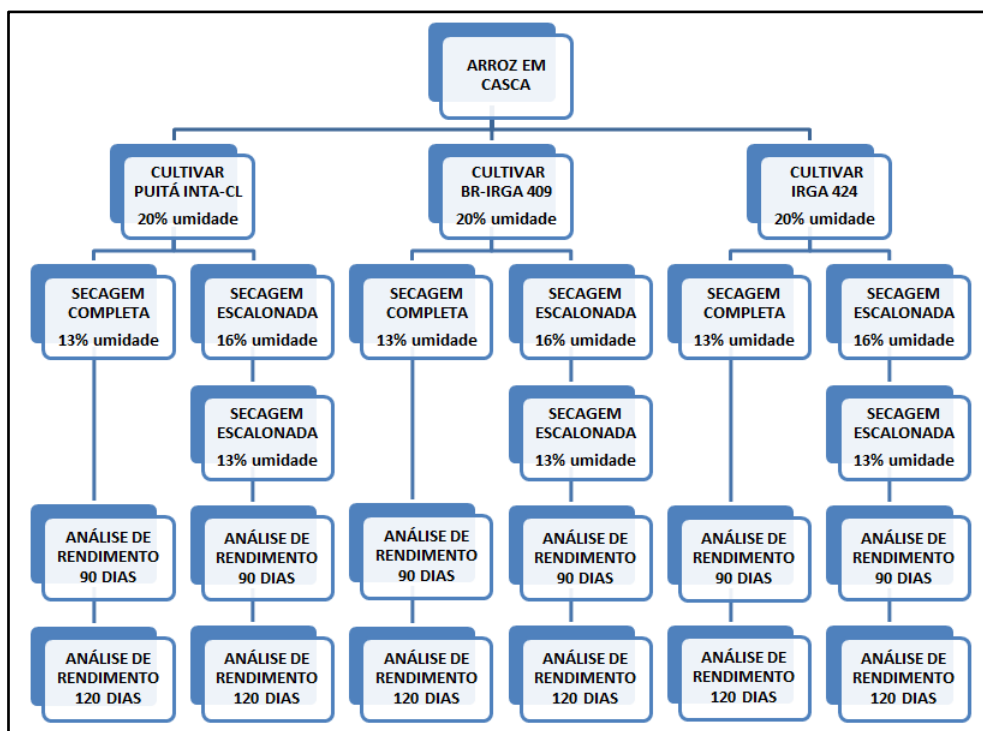 ARROZ EM
CASCA
CULTIVAR
PUITÁ INTA-CL
20% umidade
CULTIVAR
BR-IRGA 409
20% umidade
CULTIVAR
IRGA 424
20% umidade
SECAGEM
COMPLETA
13% umidade
SECAGEM
ESCALONADA
16% umidade
SECAGEM
COMPLETA
13% umidade
SECAGEM
ESCALONADA
16% umidade
SECAGEM
COMPLETA
13% umidade
SECAGEM
ESCALONADA
16% umidade
SECAGEM
ESCALONADA
13% umidade
SECAGEM
ESCALONADA
13% umidade
SECAGEM
ESCALONADA
13% umidade
ANÁLISE DE
RENDIMENTO
90 DIAS
ANÁLISE DE
RENDIMENTO
90 DIAS
ANÁLISE DE
RENDIMENTO
90 DIAS
ANÁLISE DE
RENDIMENTO
90 DIAS
ANÁLISE DE
RENDIMENTO
90 DIAS
ANÁLISE DE
RENDIMENTO
90 DIAS
ANÁLISE DE
RENDIMENTO
120 DIAS
ANÁLISE DE
RENDIMENTO
120 DIAS
ANÁLISE DE
RENDIMENTO
120 DIAS
ANÁLISE DE
RENDIMENTO
120 DIAS
ANÁLISE DE
RENDIMENTO
120 DIAS
ANÁLISE DE
RENDIMENTO
120 DIAS